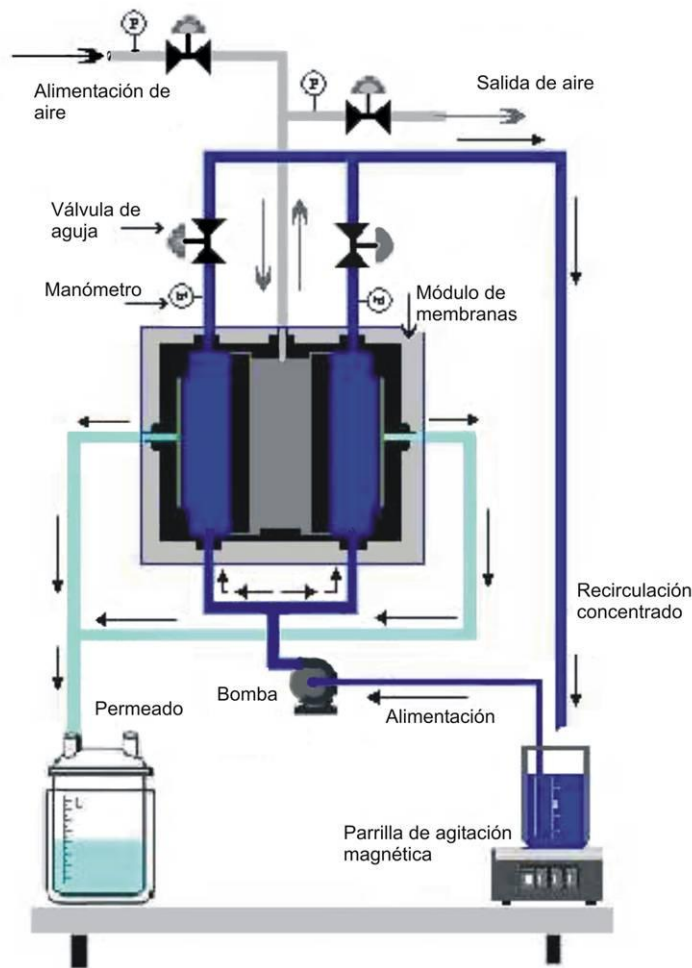 P
Alimentación de
aire
P
Salida de aire
Válvula de
aguja
Manómetro
Módulo de
membranas
Recirculación
concentrado
Bomba
Alimentación
Permeado
L
Parrilla de agitación
magnética